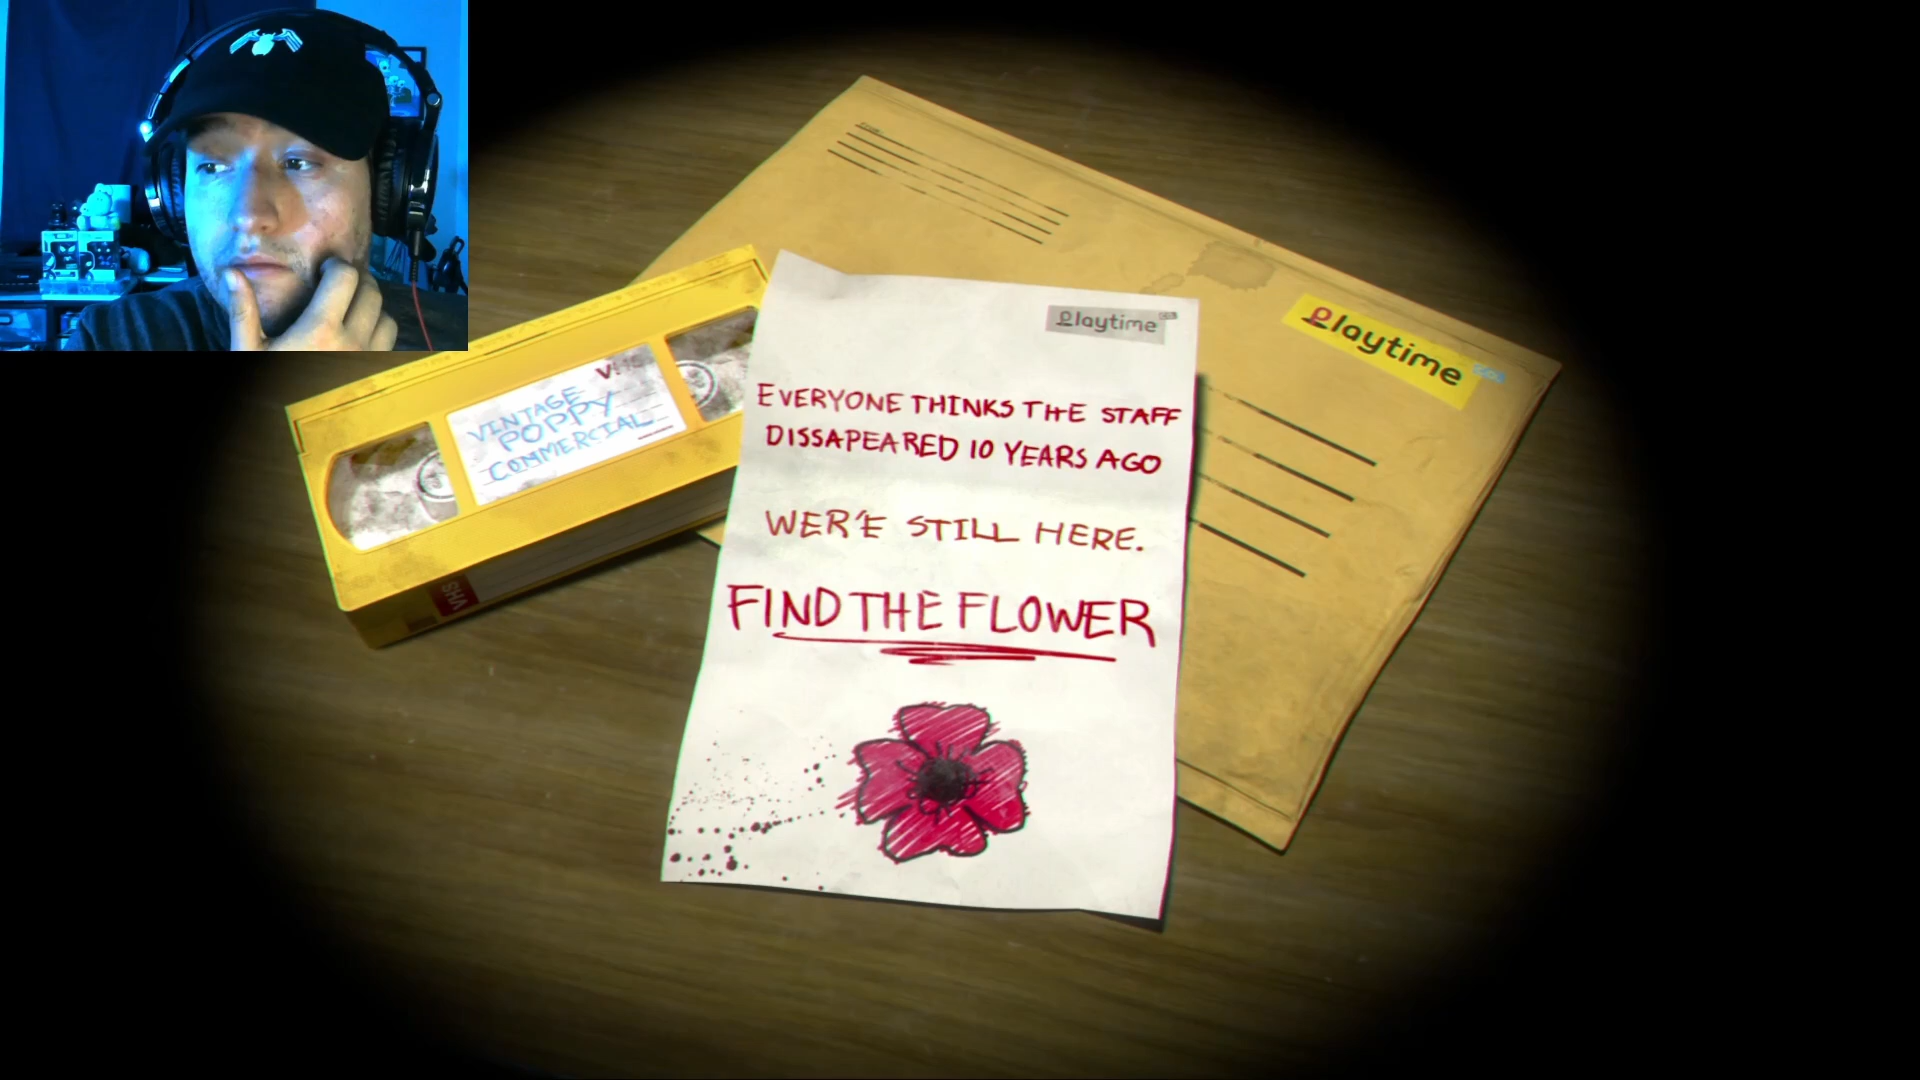 Playtime
CO.
EVERYONE THINKS THE STAFF
DISSAPEARED 10 YEARS AGO
WER'E STILL HERE.
FIND THE FLOWER
VINTAGE
POPPY
COMMERCIAL
VHS
Playtime